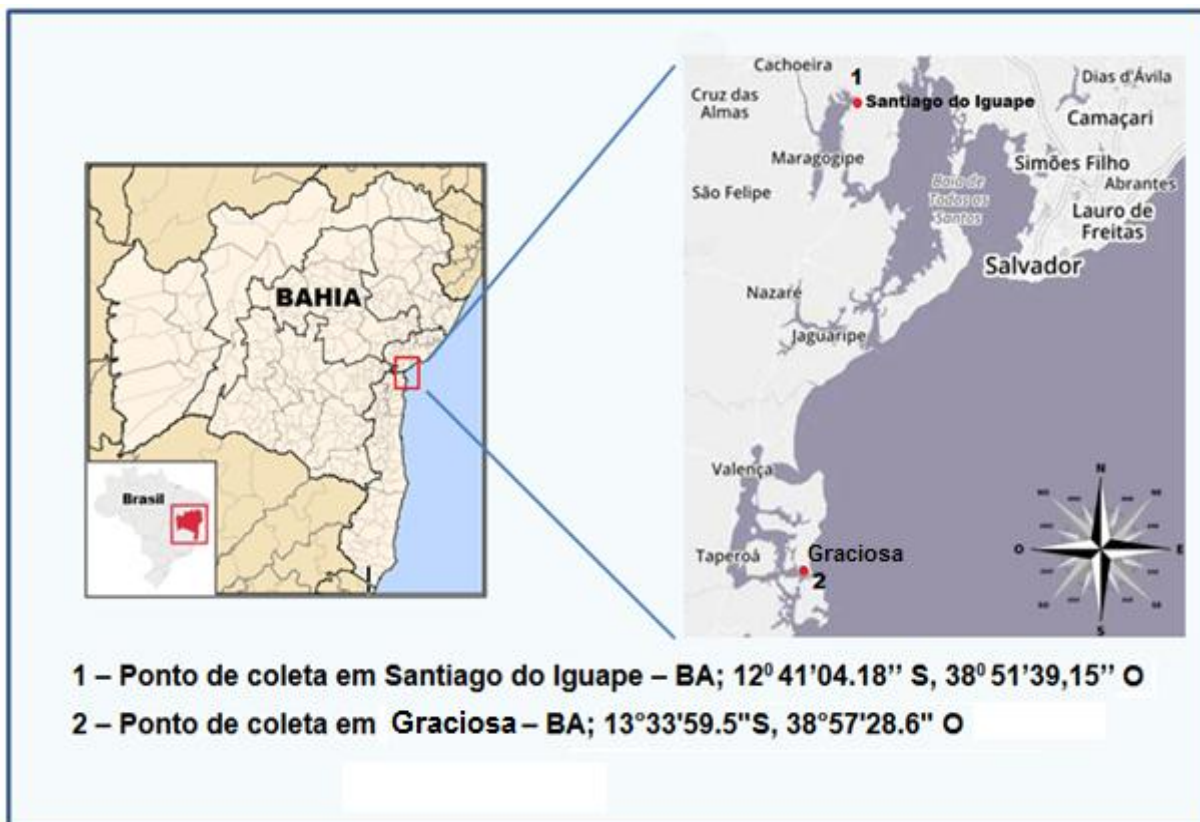 BAHIA
Brasil
Cachoeira
1
Dias d'Ávila
Cruz das
Almas
Santiago do Iguape
Camaçari
Maragogipe
Simões Filho
São Felipe
Baía de
Todos os
Santos
Abrantes
Lauro de
Freitas
Salvador
Nazaré
Jaguaripe
Valença
N
Taperoá
Graciosa
O
E
2
S
1 – Ponto de coleta em Santiago do Iguape – BA; 12⁰ 41’04.18’’ S, 38⁰ 51’39,15’’ O
2 – Ponto de coleta em Graciosa – BA; 13°33'59.5"S, 38°57'28.6" O